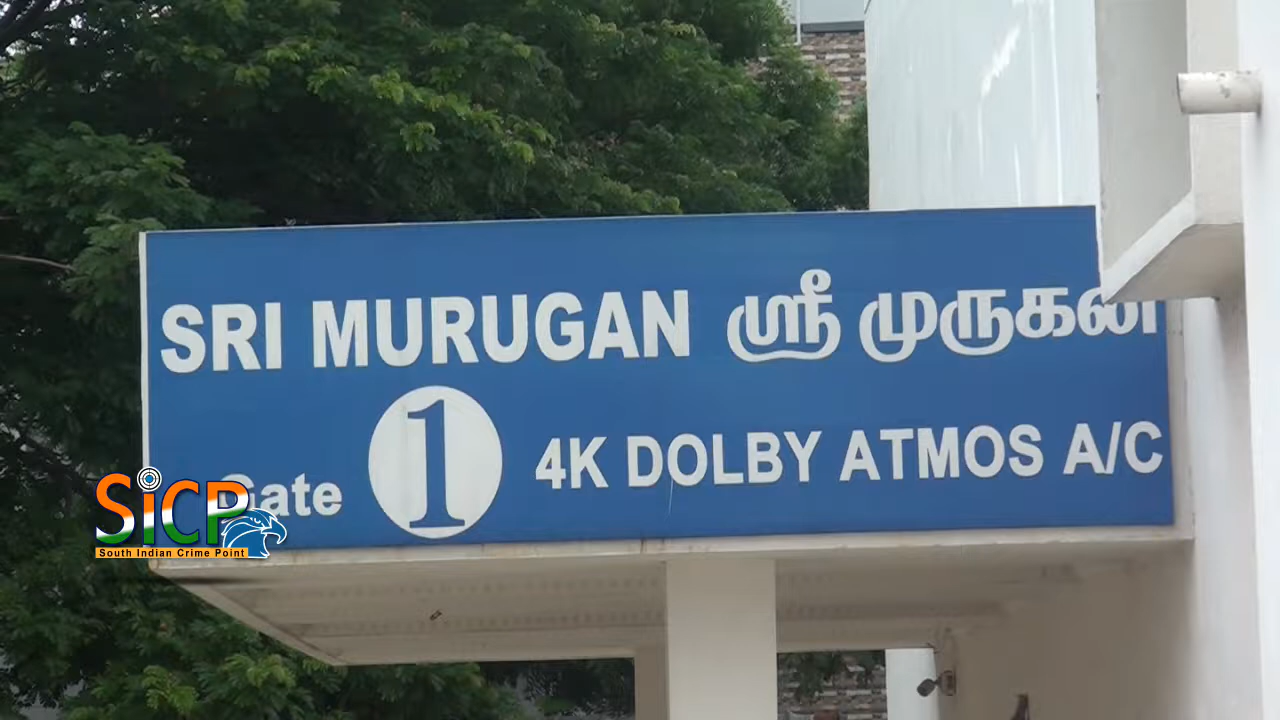 SRI MURUGAN ஸ்ரீ முருகன்
Gate 1 4K DOLBY ATMOS A/C
SiCP
South Indian Crime Point